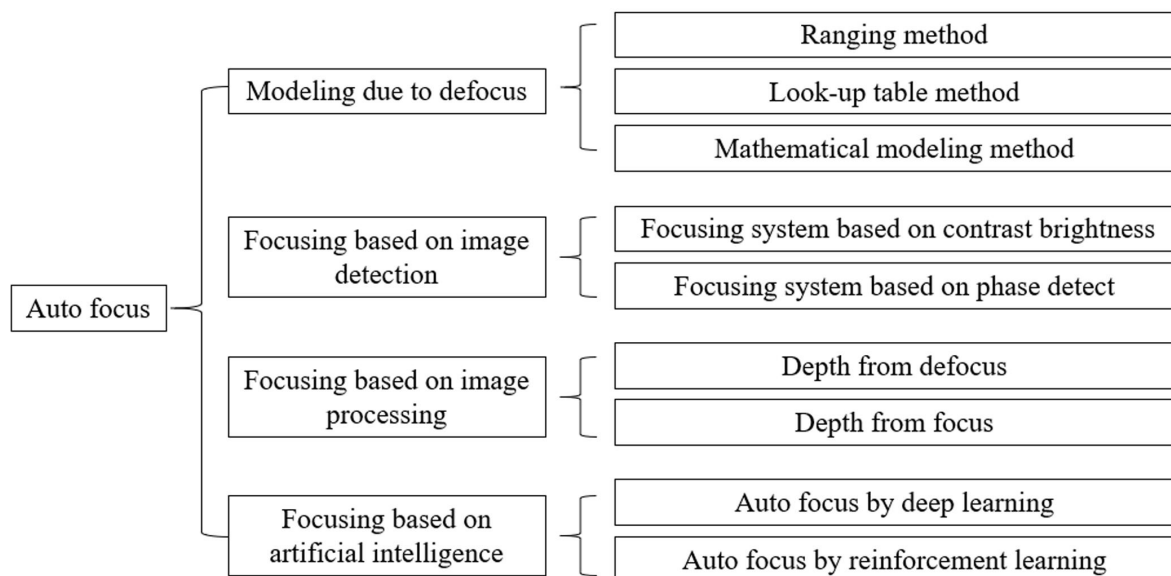 Auto focus
Modeling due to defocus
Ranging method
Look-up table method
Mathematical modeling method
Focusing based on image
detection
Focusing system based on contrast brightness
Focusing system based on phase detect
Focusing based on image
processing
Depth from defocus
Depth from focus
Focusing based on
artificial intelligence
Auto focus by deep learning
Auto focus by reinforcement learning